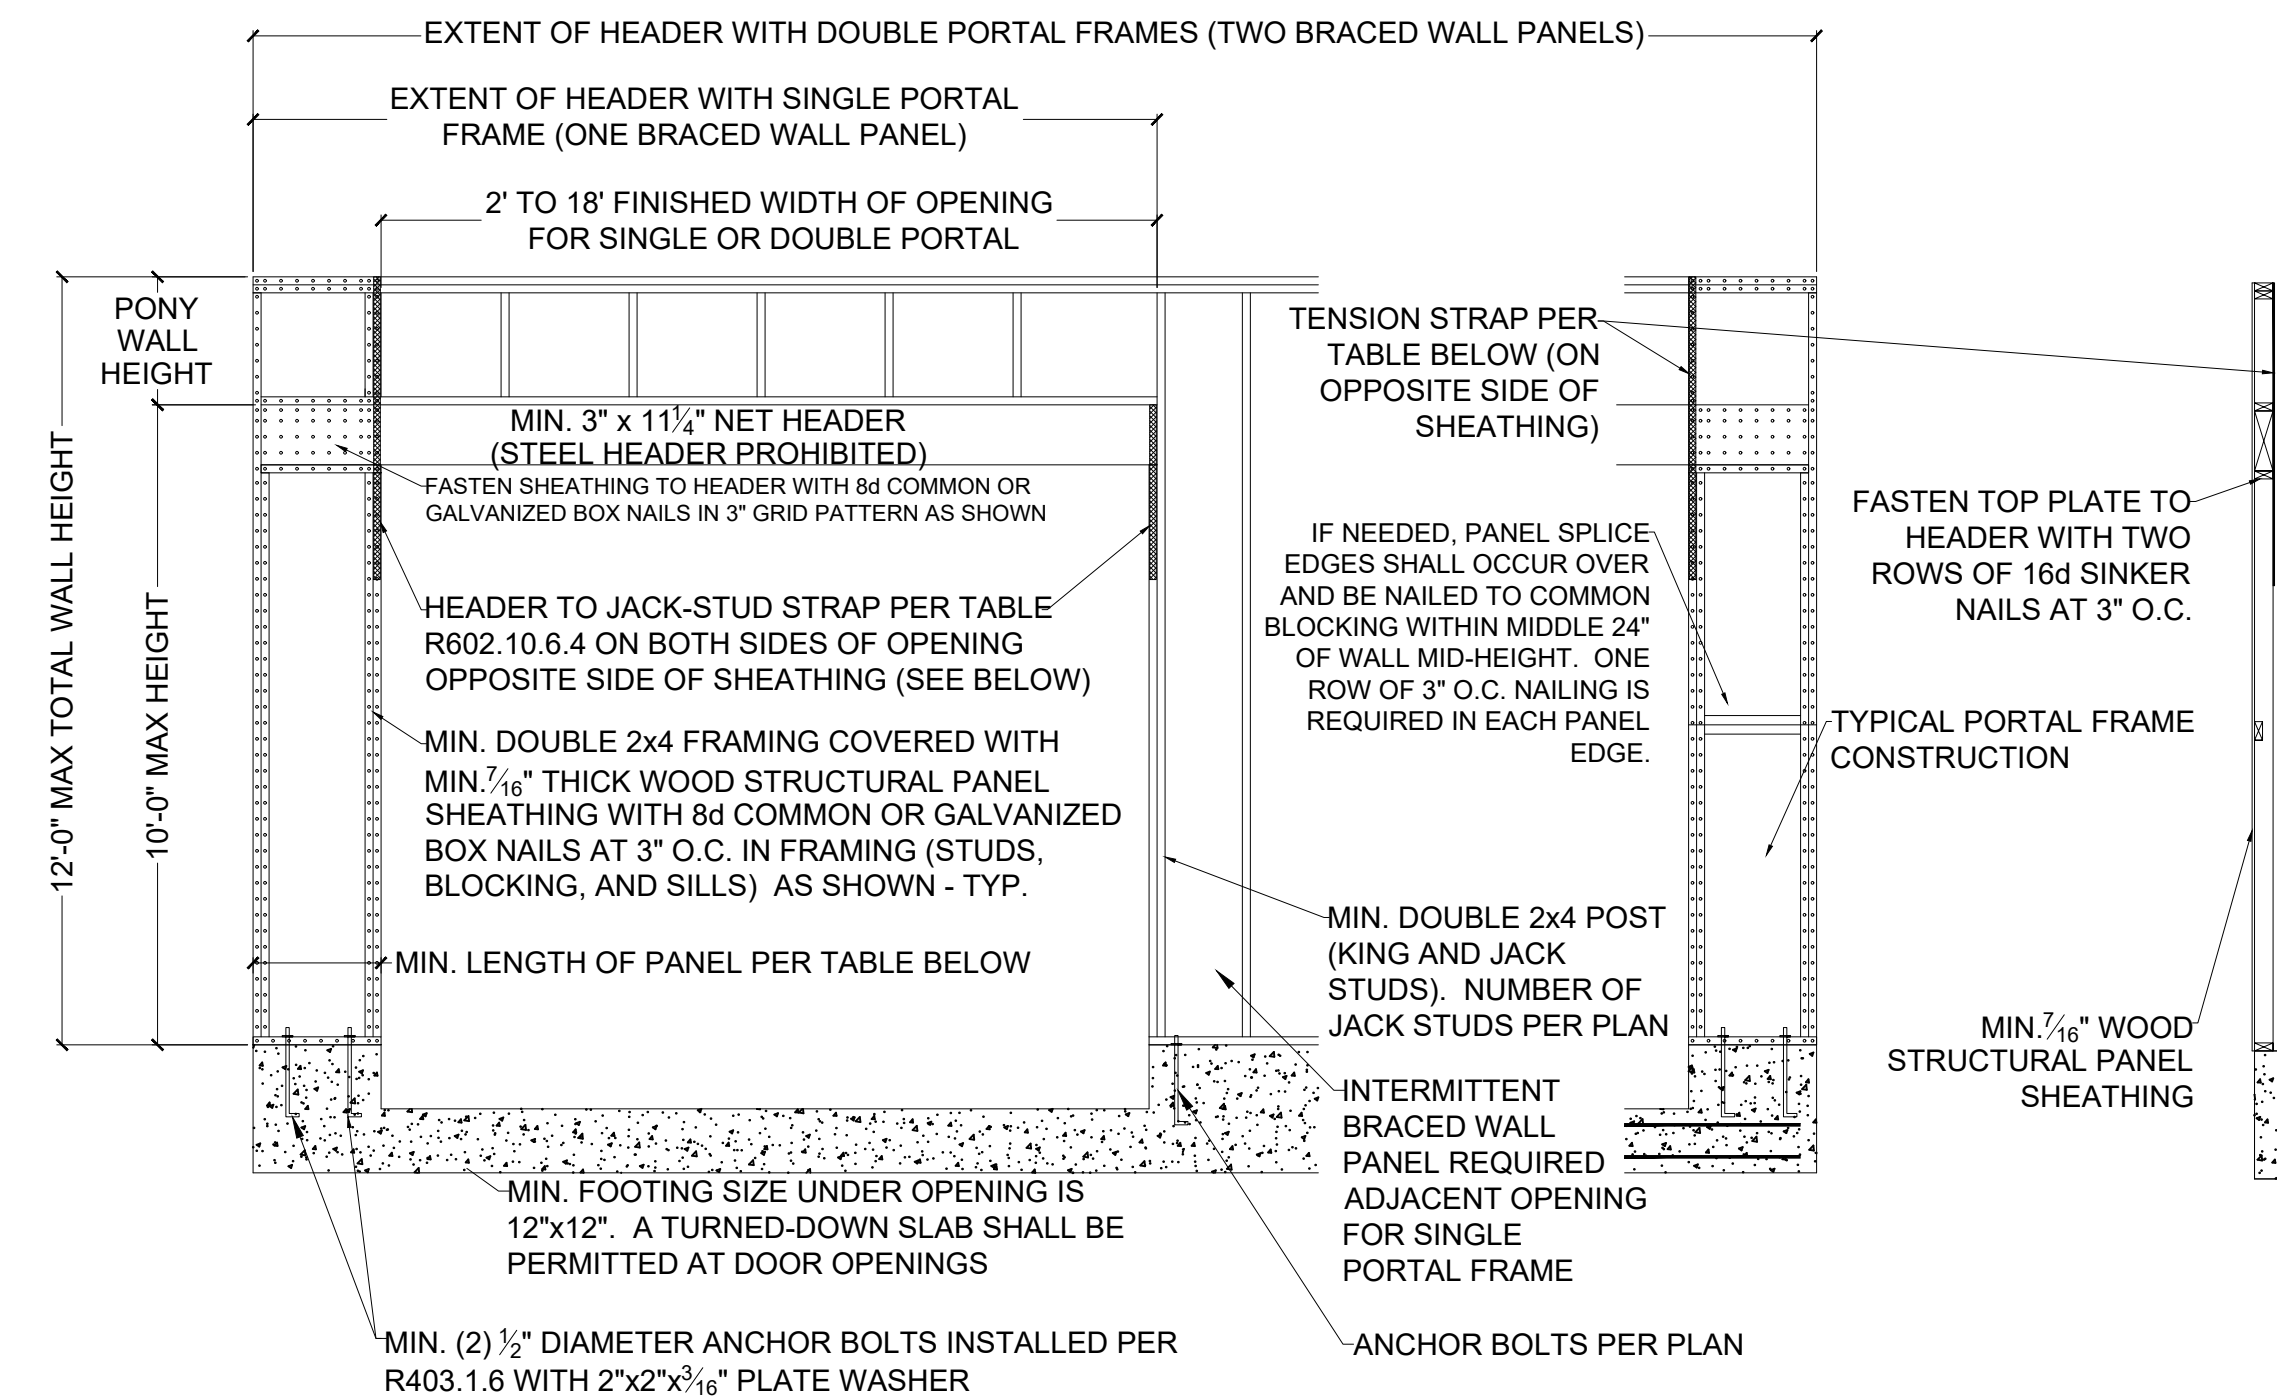 EXTENT OF HEADER WITH DOUBLE PORTAL FRAMES (TWO BRACED WALL PANELS)
EXTENT OF HEADER WITH SINGLE PORTAL
FRAME (ONE BRACED WALL PANEL)
2' TO 18' FINISHED WIDTH OF OPENING
FOR SINGLE OR DOUBLE PORTAL
PONY
WALL
HEIGHT
12'-0" MAX TOTAL WALL HEIGHT
10'-0" MAX HEIGHT
MIN. 3" x 11¼" NET HEADER
(STEEL HEADER PROHIBITED)
FASTEN SHEATHING TO HEADER WITH 8d COMMON OR
GALVANIZED BOX NAILS IN 3" GRID PATTERN AS SHOWN
HEADER TO JACK-STUD STRAP PER TABLE
R602.10.6.4 ON BOTH SIDES OF OPENING
OPPOSITE SIDE OF SHEATHING (SEE BELOW)
MIN. DOUBLE 2x4 FRAMING COVERED WITH
MIN.7⁄16" THICK WOOD STRUCTURAL PANEL
SHEATHING WITH 8d COMMON OR GALVANIZED
BOX NAILS AT 3" O.C. IN FRAMING (STUDS,
BLOCKING, AND SILLS) AS SHOWN - TYP.
MIN. LENGTH OF PANEL PER TABLE BELOW
MIN. FOOTING SIZE UNDER OPENING IS
12"x12". A TURNED-DOWN SLAB SHALL BE
PERMITTED AT DOOR OPENINGS
MIN. (2) ½" DIAMETER ANCHOR BOLTS INSTALLED PER
R403.1.6 WITH 2"x2"x3⁄16" PLATE WASHER
TENSION STRAP PER
TABLE BELOW (ON
OPPOSITE SIDE OF
SHEATHING)
IF NEEDED, PANEL SPLICE
EDGES SHALL OCCUR OVER
AND BE NAILED TO COMMON
BLOCKING WITHIN MIDDLE 24"
OF WALL MID-HEIGHT. ONE
ROW OF 3" O.C. NAILING IS
REQUIRED IN EACH PANEL
EDGE.
MIN. DOUBLE 2x4 POST
(KING AND JACK
STUDS). NUMBER OF
JACK STUDS PER PLAN
INTERMITTENT
BRACED WALL
PANEL REQUIRED
ADJACENT OPENING
FOR SINGLE
PORTAL FRAME
ANCHOR BOLTS PER PLAN
FASTEN TOP PLATE TO
HEADER WITH TWO
ROWS OF 16d SINKER
NAILS AT 3" O.C.
TYPICAL PORTAL FRAME
CONSTRUCTION
MIN.7⁄16" WOOD
STRUCTURAL PANEL
SHEATHING